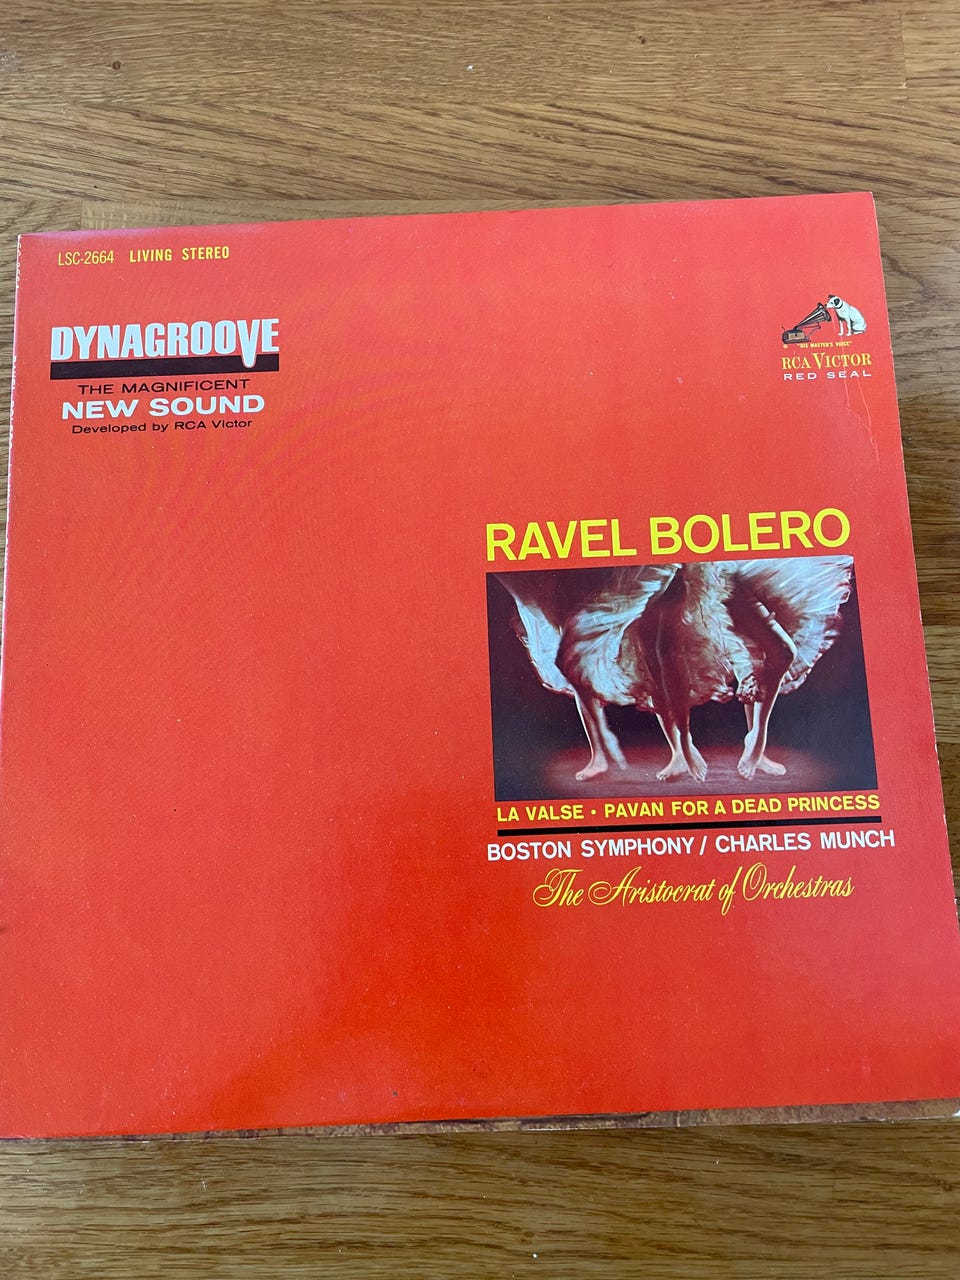 LSC-2664 LIVING STEREO
DYNAGROOVE
THE MAGNIFICENT
NEW SOUND
Developed by RCA Victor
"HIS MASTER'S VOICE"
RCA VICTOR
RED SEAL
RAVEL BOLERO
LA VALSE • PAVAN FOR A DEAD PRINCESS
BOSTON SYMPHONY / CHARLES MUNCH
The Aristocrat of Orchestras